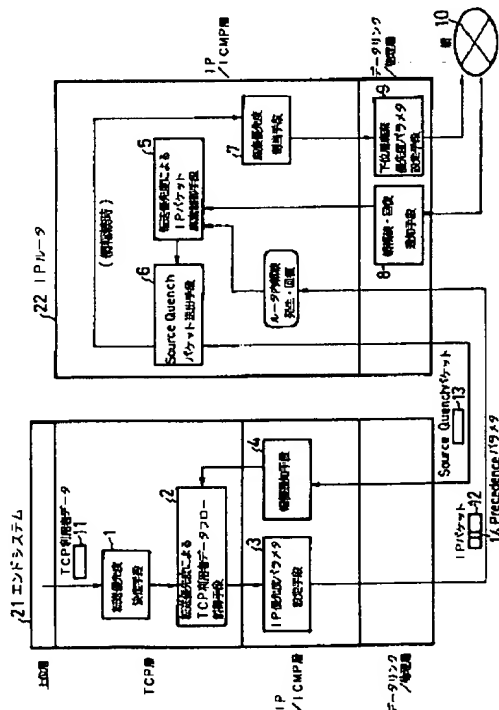 21 エンドシステム
上位層
TCP層
TCP利用者データ
11
1
転送優先度
決定手段
2
転送優先度による
TCP利用者データフロー
制御手段
3
IP優先度パラメタ
設定手段
4
輻輳通知手段
IP
/ICMP層
データリンク
/物理層
IPパケット
12
14 Precedenceパラメタ
Source Quenchパケット
13
22 IPルータ
(網輻輳時)
6
Source Quench
パケット送出手段
5
転送優先度による
IPパケット
廃棄制御手段
7
廃棄優先度
割当手段
ルータ内輻輳
発生・回復
IP
/ICMP層
8
網輻輳・回復
通知手段
9
下位層廃棄
優先度パラメタ
設定手段
データリンク
/物理層
網
10